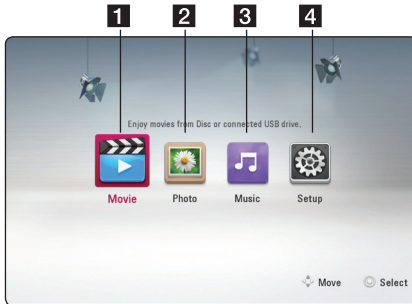 1 2 3 4
Enjoy movies from Disc or connected USB drive.
Movie Photo Music Setup
Move Select